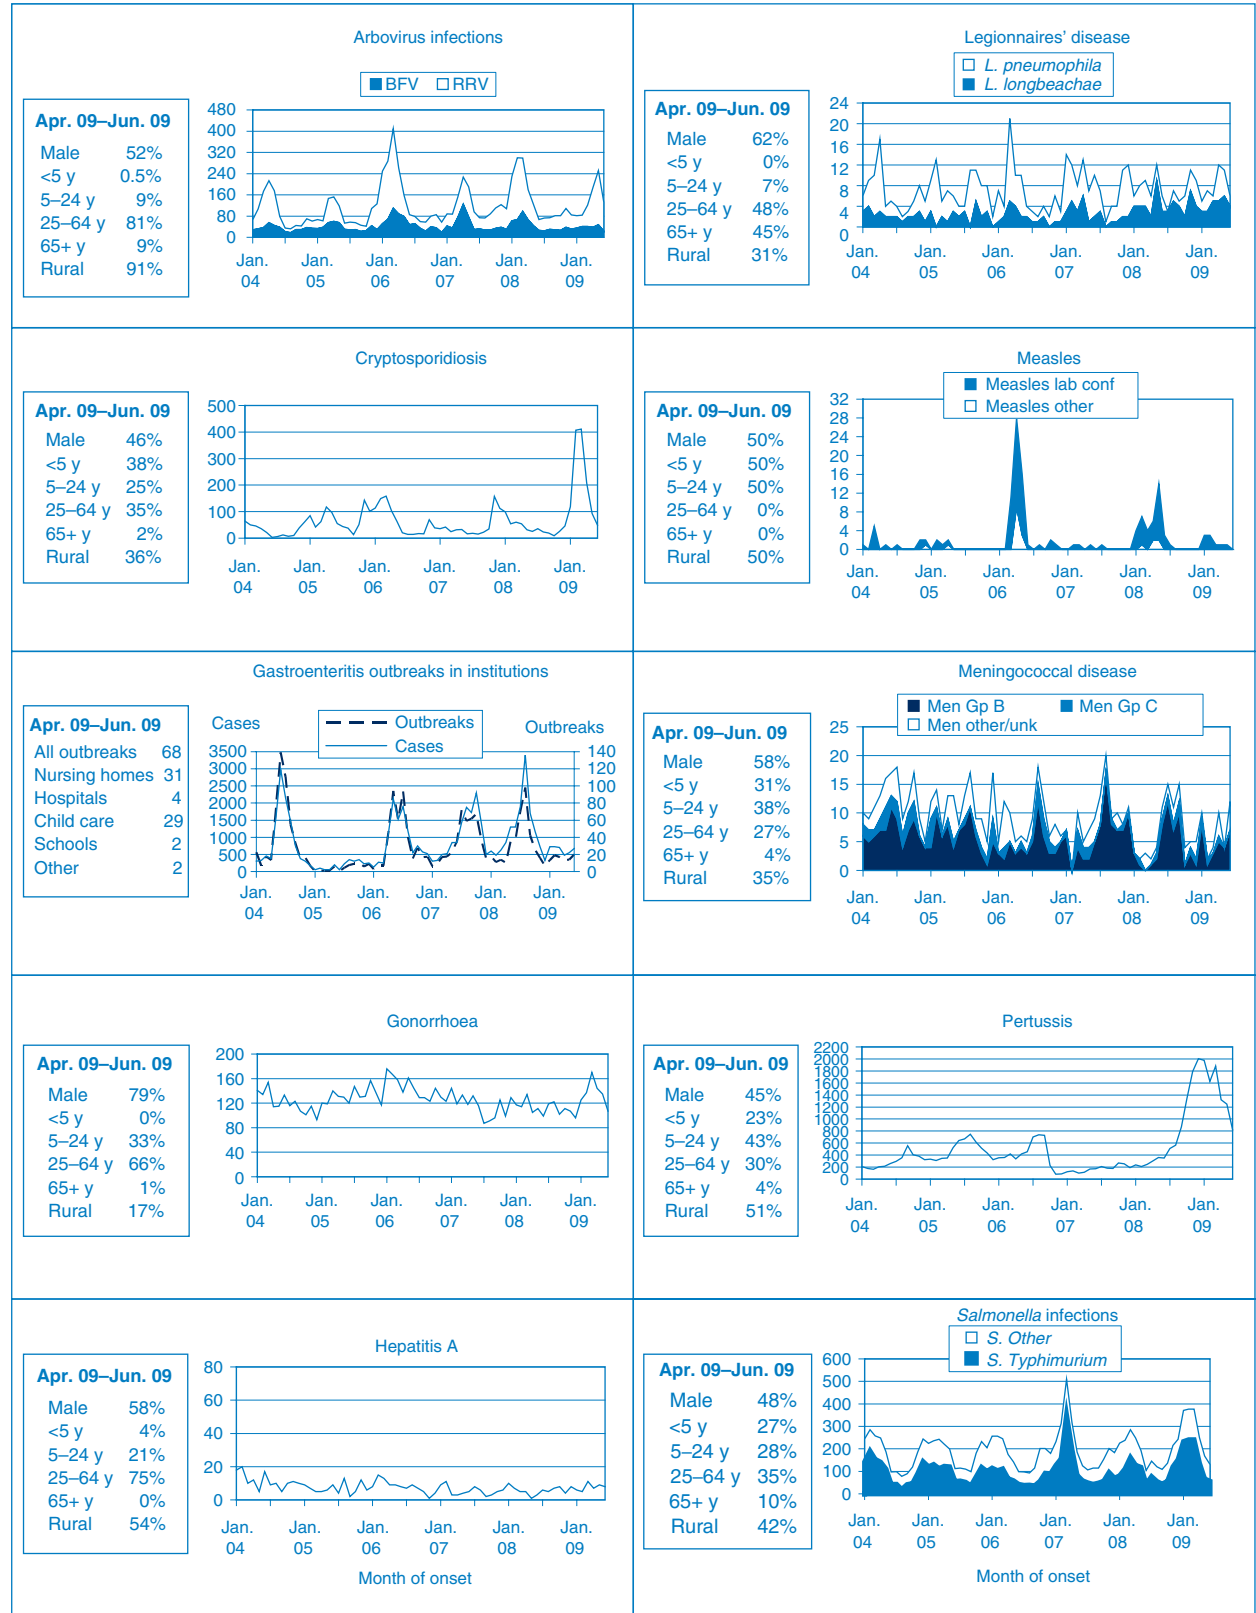 Arbovirus infections
BFV RRV
Apr. 09–Jun. 09
Male 52%
<5 y 0.5%
5–24 y 9%
25–64 y 81%
65+ y 9%
Rural 91%
480
400
320
240
160
80
0
Jan. Jan. Jan. Jan. Jan. Jan.
04 05 06 07 08 09
Legionnaires’ disease
L. pneumophila
L. longbeachae
Apr. 09–Jun. 09
Male 62%
<5 y 0%
5–24 y 7%
25–64 y 48%
65+ y 45%
Rural 31%
24
20
16
12
8
4
0
Jan. Jan. Jan. Jan. Jan. Jan.
04 05 06 07 08 09
Cryptosporidiosis
Apr. 09–Jun. 09
Male 46%
<5 y 38%
5–24 y 25%
25–64 y 35%
65+ y 2%
Rural 36%
500
400
300
200
100
0
Jan. Jan. Jan. Jan. Jan. Jan.
04 05 06 07 08 09
Measles
Measles lab conf
Measles other
Apr. 09–Jun. 09
Male 50%
<5 y 50%
5–24 y 50%
25–64 y 0%
65+ y 0%
Rural 50%
32
28
24
20
16
12
8
4
0
Jan. Jan. Jan. Jan. Jan. Jan.
04 05 06 07 08 09
Gastroenteritis outbreaks in institutions
Apr. 09–Jun. 09
All outbreaks 68
Nursing homes 31
Hospitals 4
Child care 29
Schools 2
Other 2
Cases
Outbreaks
Outbreaks
Cases
3500 140
3000 120
2500 100
2000 80
1500 60
1000 40
500 20
0 0
Jan. Jan. Jan. Jan. Jan. Jan.
04 05 06 07 08 09
Meningococcal disease
Men Gp B Men Gp C
Men other/unk
Apr. 09–Jun. 09
Male 58%
<5 y 31%
5–24 y 38%
25–64 y 27%
65+ y 4%
Rural 35%
25
20
15
10
5
0
Jan. Jan. Jan. Jan. Jan. Jan.
04 05 06 07 08 09
Gonorrhoea
Apr. 09–Jun. 09
Male 79%
<5 y 0%
5–24 y 33%
25–64 y 66%
65+ y 1%
Rural 17%
200
160
120
80
40
0
Jan. Jan. Jan. Jan. Jan. Jan.
04 05 06 07 08 09
Pertussis
Apr. 09–Jun. 09
Male 45%
<5 y 23%
5–24 y 43%
25–64 y 30%
65+ y 4%
Rural 51%
2200
2000
1800
1600
1400
1200
1000
800
600
400
200
0
Jan. Jan. Jan. Jan. Jan. Jan.
04 05 06 07 08 09
Hepatitis A
Apr. 09–Jun. 09
Male 58%
<5 y 4%
5–24 y 21%
25–64 y 75%
65+ y 0%
Rural 54%
80
60
40
20
0
Jan. Jan. Jan. Jan. Jan. Jan.
04 05 06 07 08 09
Month of onset
Salmonella infections
S. Other
S. Typhimurium
Apr. 09–Jun. 09
Male 48%
<5 y 27%
5–24 y 28%
25–64 y 35%
65+ y 10%
Rural 42%
600
500
400
300
200
100
0
Jan. Jan. Jan. Jan. Jan. Jan.
04 05 06 07 08 09
Month of onset